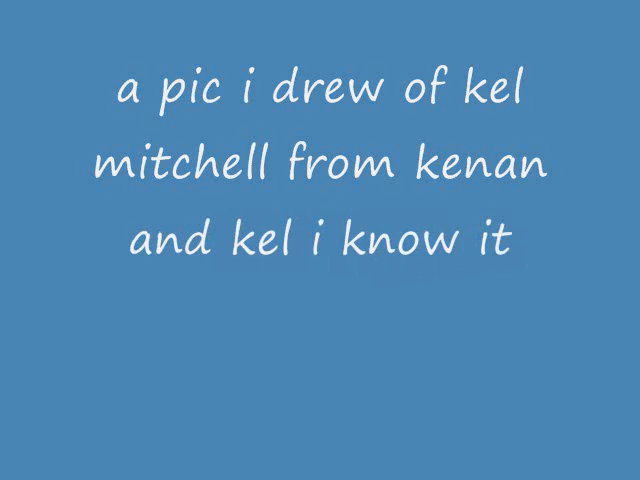 a pic i drew of kel
mitchell from kenan
and kel i know it